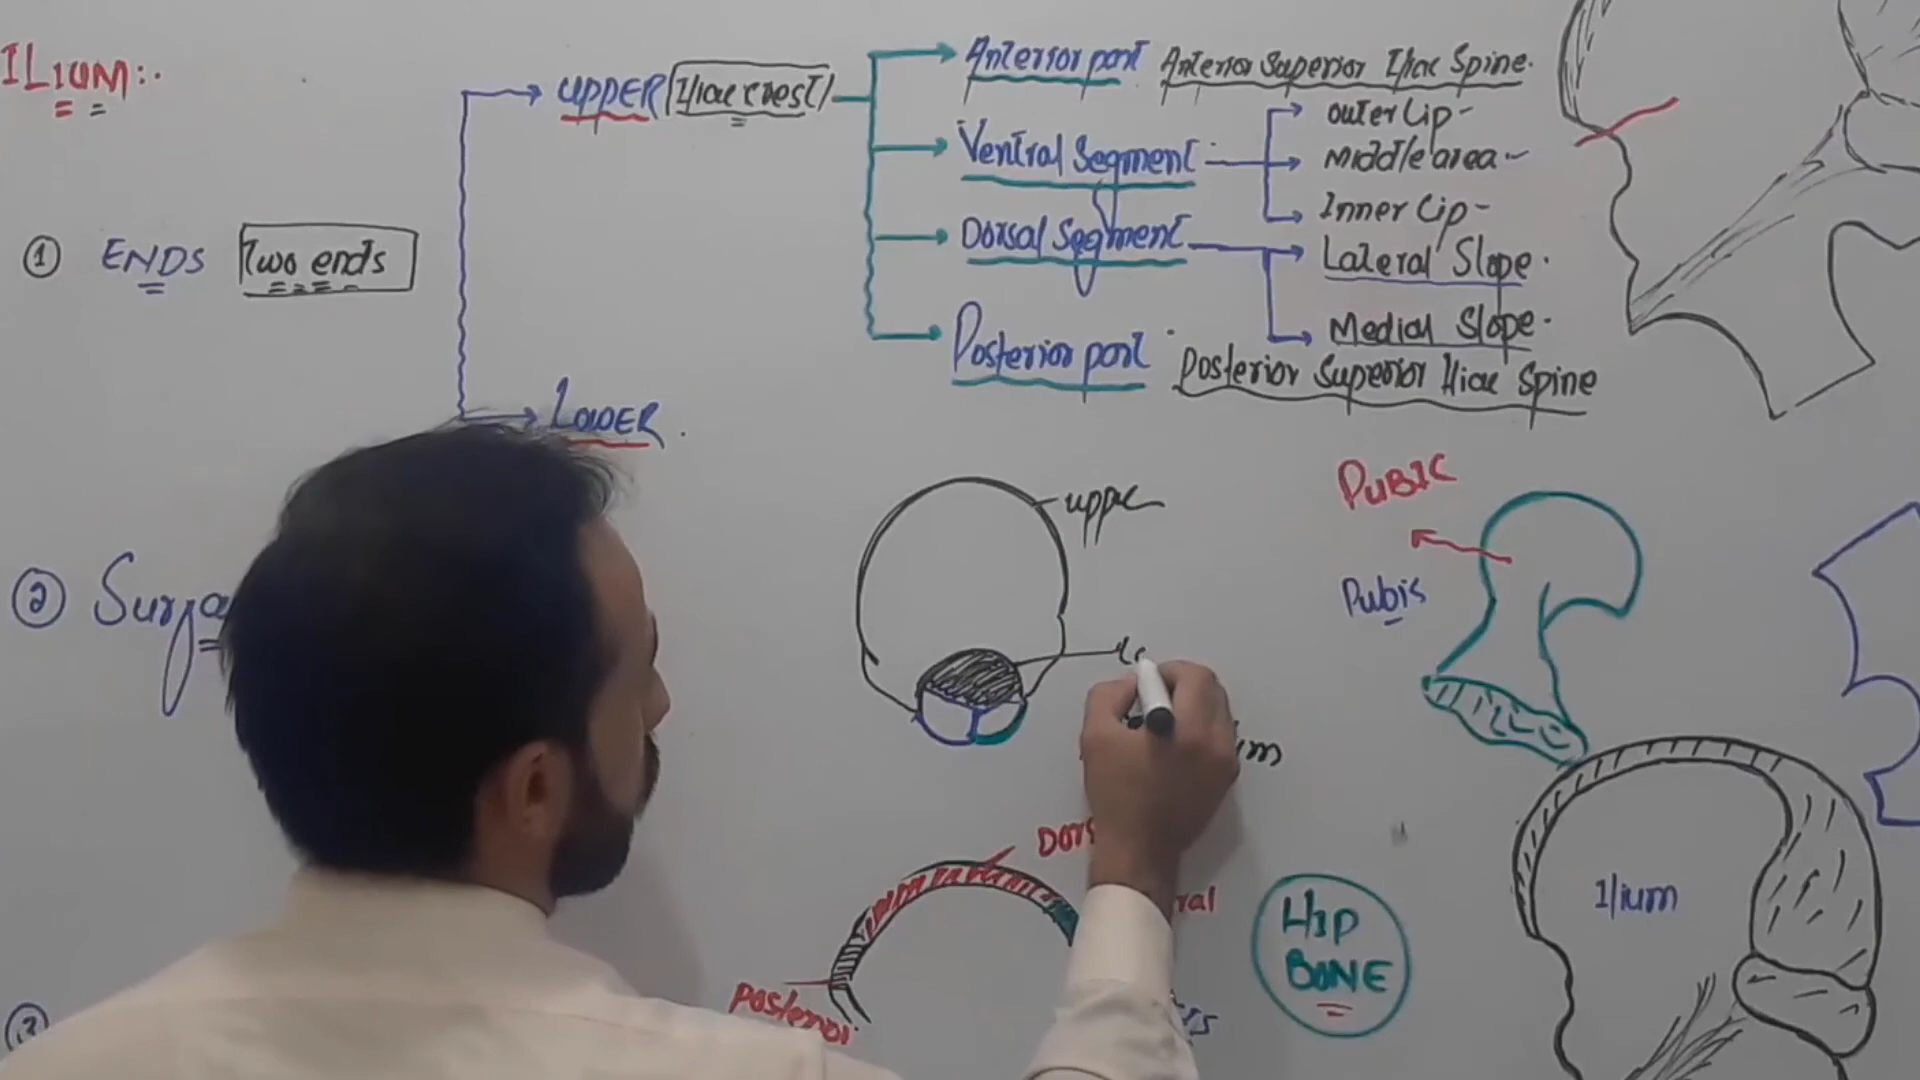 ILIUM:.
① ENDS Two ends
UPPER Iliac crest
LOWER .
Anterior part Anterior Superior Iliac Spine.
Ventral Segment
outer Lip -
Middle area -
Inner Lip -
Dorsal Segment
Lateral Slope .
Medial Slope .
Posterior part Posterior Superior Iliac Spine
②
uppe
PUBIC
Pubis
Posterior
HIP
BONE
Ilium
③